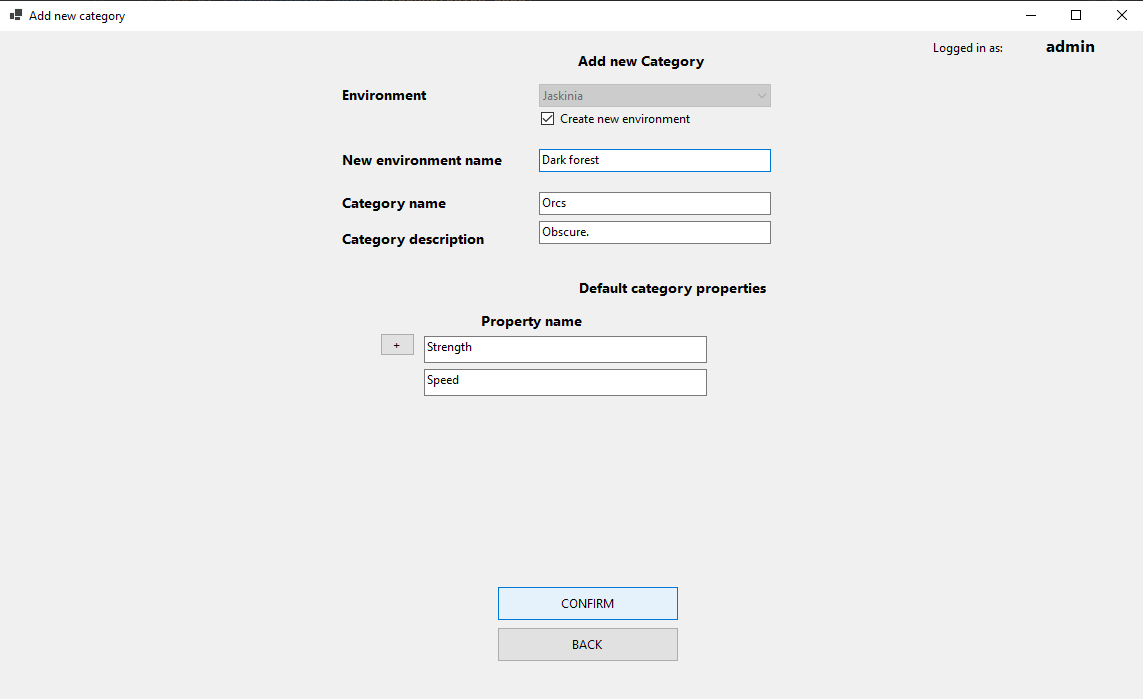 Add new category
Logged in as: admin
Add new Category
Environment Jaskinia
Create new environment
New environment name Dark forest
Category name Orcs
Category description Obscure.
Default category properties
Property name
+ Strength
Speed
CONFIRM
BACK